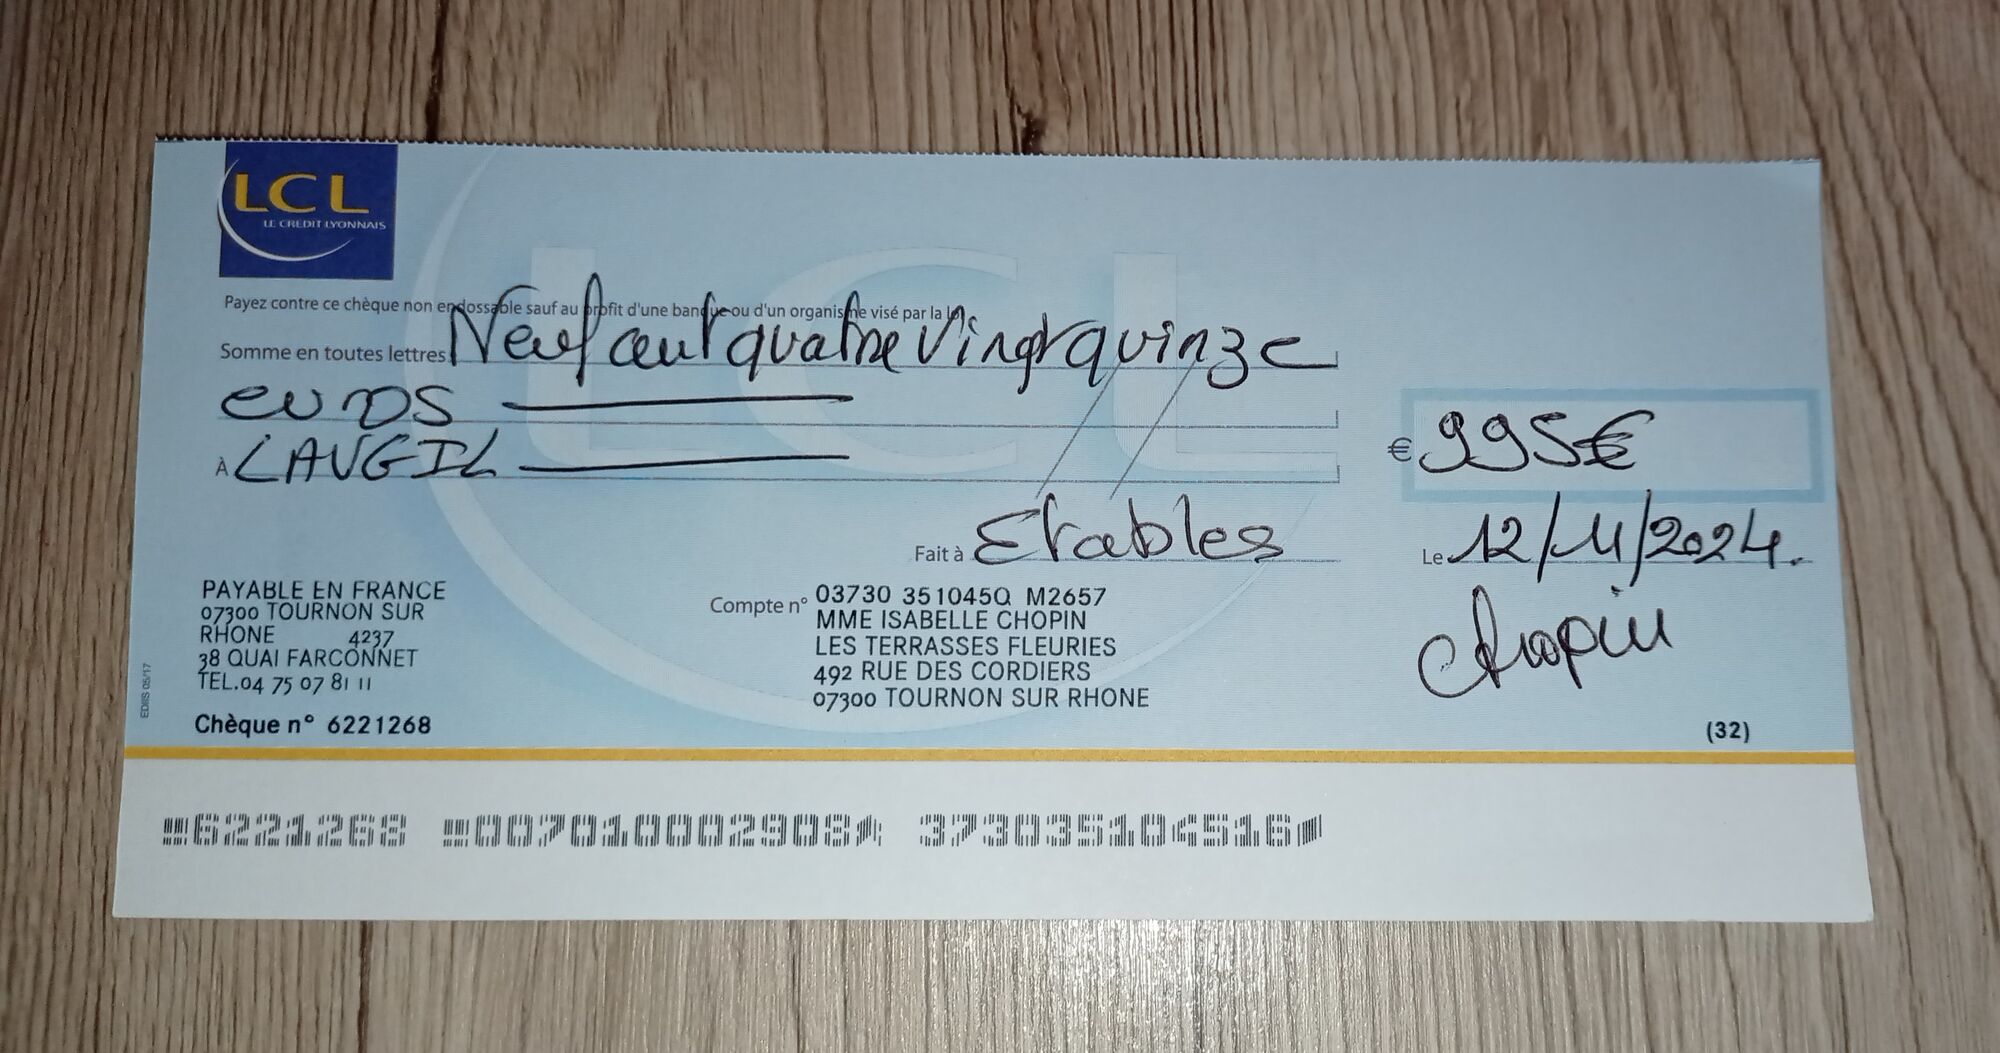 LCL
LE CRÉDIT LYONNAIS
Payez contre ce chèque non endossable sauf au profit d'une banque ou d'un organisme visé par la loi
Somme en toutes lettres Neuf cent quatre vingt quinze
euros
À LAUGIL
€ 995€
Fait à Etables
Le 12/11/2024.
Chopin
PAYABLE EN FRANCE
07300 TOURNON SUR
RHONE 4237
38 QUAI FARCONNET
TEL.04 75 07 81 11
Compte n° 03730 351045Q M2657
MME ISABELLE CHOPIN
LES TERRASSES FLEURIES
492 RUE DES CORDIERS
07300 TOURNON SUR RHONE
EDIIS 05/17
Chèque n° 6221268
(32)
6221268 007010002908 373035104516
LCL